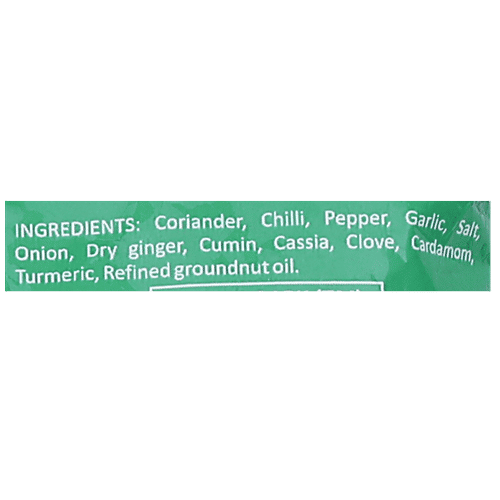 INGREDIENTS: Coriander, Chilli, Pepper, Garlic, Salt,
Onion, Dry ginger, Cumin, Cassia, Clove, Cardamom,
Turmeric, Refined groundnut oil.